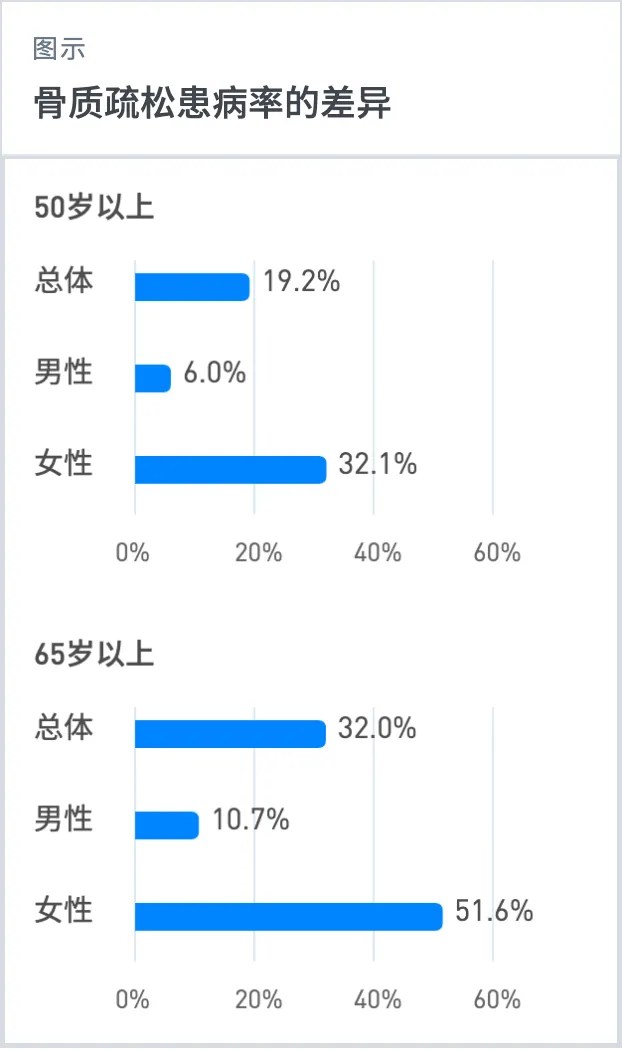 图示
骨质疏松患病率的差异
50岁以上
总体 19.2%
男性 6.0%
女性 32.1%
0% 20% 40% 60%
65岁以上
总体 32.0%
男性 10.7%
女性 51.6%
0% 20% 40% 60%